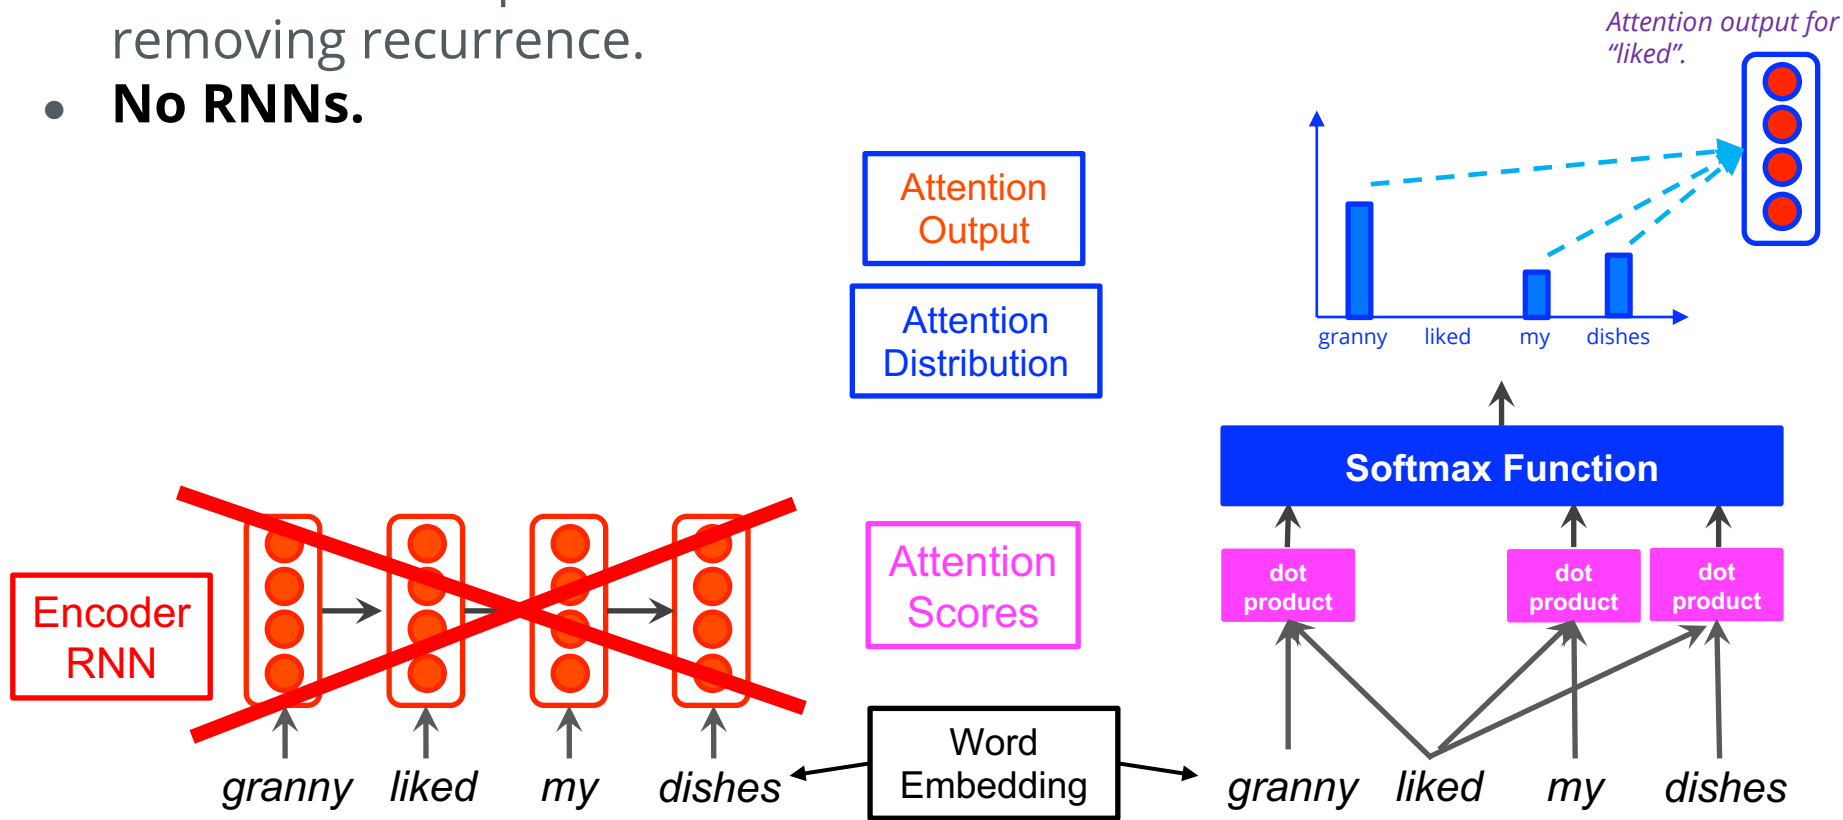 removing recurrence.
● No RNNs.
Attention output for
“liked”.
Attention
Output
Attention
Distribution
granny liked my dishes
Softmax Function
Attention
Scores
dot
product
dot
product
dot
product
Encoder
RNN
Word
Embedding
granny liked my dishes
granny liked my dishes